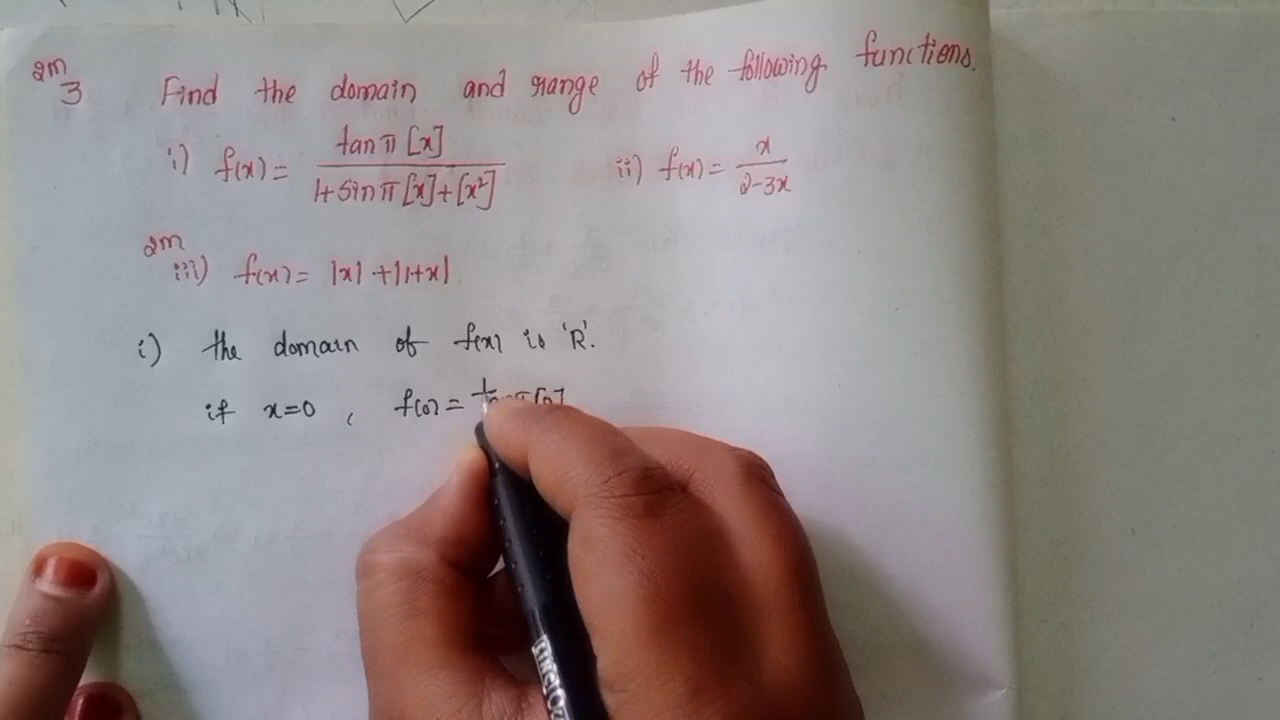 2m
3 Find the domain and range of the following functions.
i) f(x) = tan π [x] / 1+ sin π [x] + [x²] ii) f(x) = x / 2-3x
2m
iii) f(x) = |x| + |1+x|.
i) the domain of f(x) is 'R'.
if x=0 , f(0) =